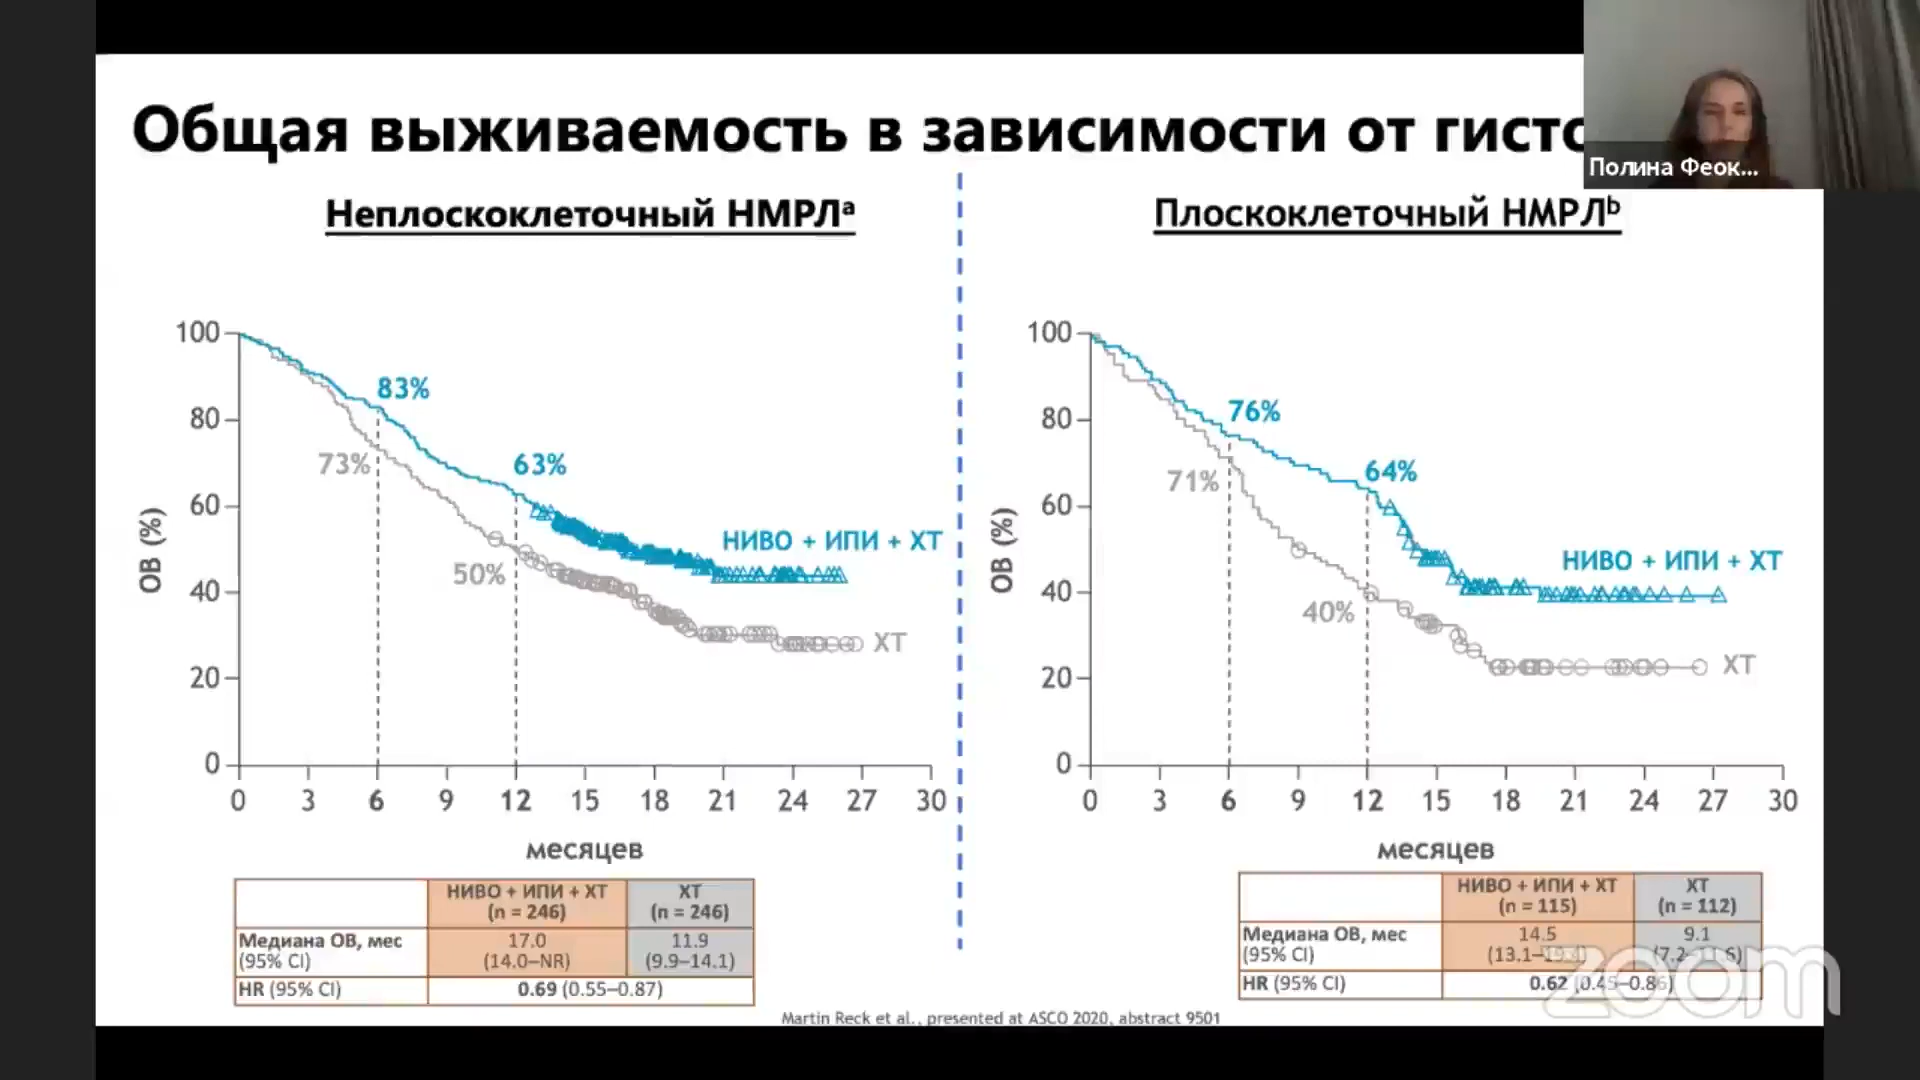 Общая выживаемость в зависимости от гисто
Полина Феок...
Неплоскоклеточный НМРЛᵃ
Плоскоклеточный НМРЛᵇ
ОВ (%)
100
80
60
40
20
0
83%
73%
63%
50%
НИВО + ИПИ + ХТ
ХТ
0 3 6 9 12 15 18 21 24 27 30
месяцев
ОВ (%)
100
80
60
40
20
0
76%
71%
64%
40%
НИВО + ИПИ + ХТ
ХТ
0 3 6 9 12 15 18 21 24 27 30
месяцев
НИВО + ИПИ + ХТ ХТ
(n = 246) (n = 246)
Медиана ОВ, мес 17.0 11.9
(95% CI) (14.0–NR) (9.9–14.1)
HR (95% CI) 0.69 (0.55–0.87)
НИВО + ИПИ + ХТ ХТ
(n = 115) (n = 112)
Медиана ОВ, мес 14.5 9.1
(95% CI) (13.1– (7.2–
HR (95% CI) 0.62 (0.45–0.86)
zoom
Martin Reck et al., presented at ASCO 2020, abstract 9501